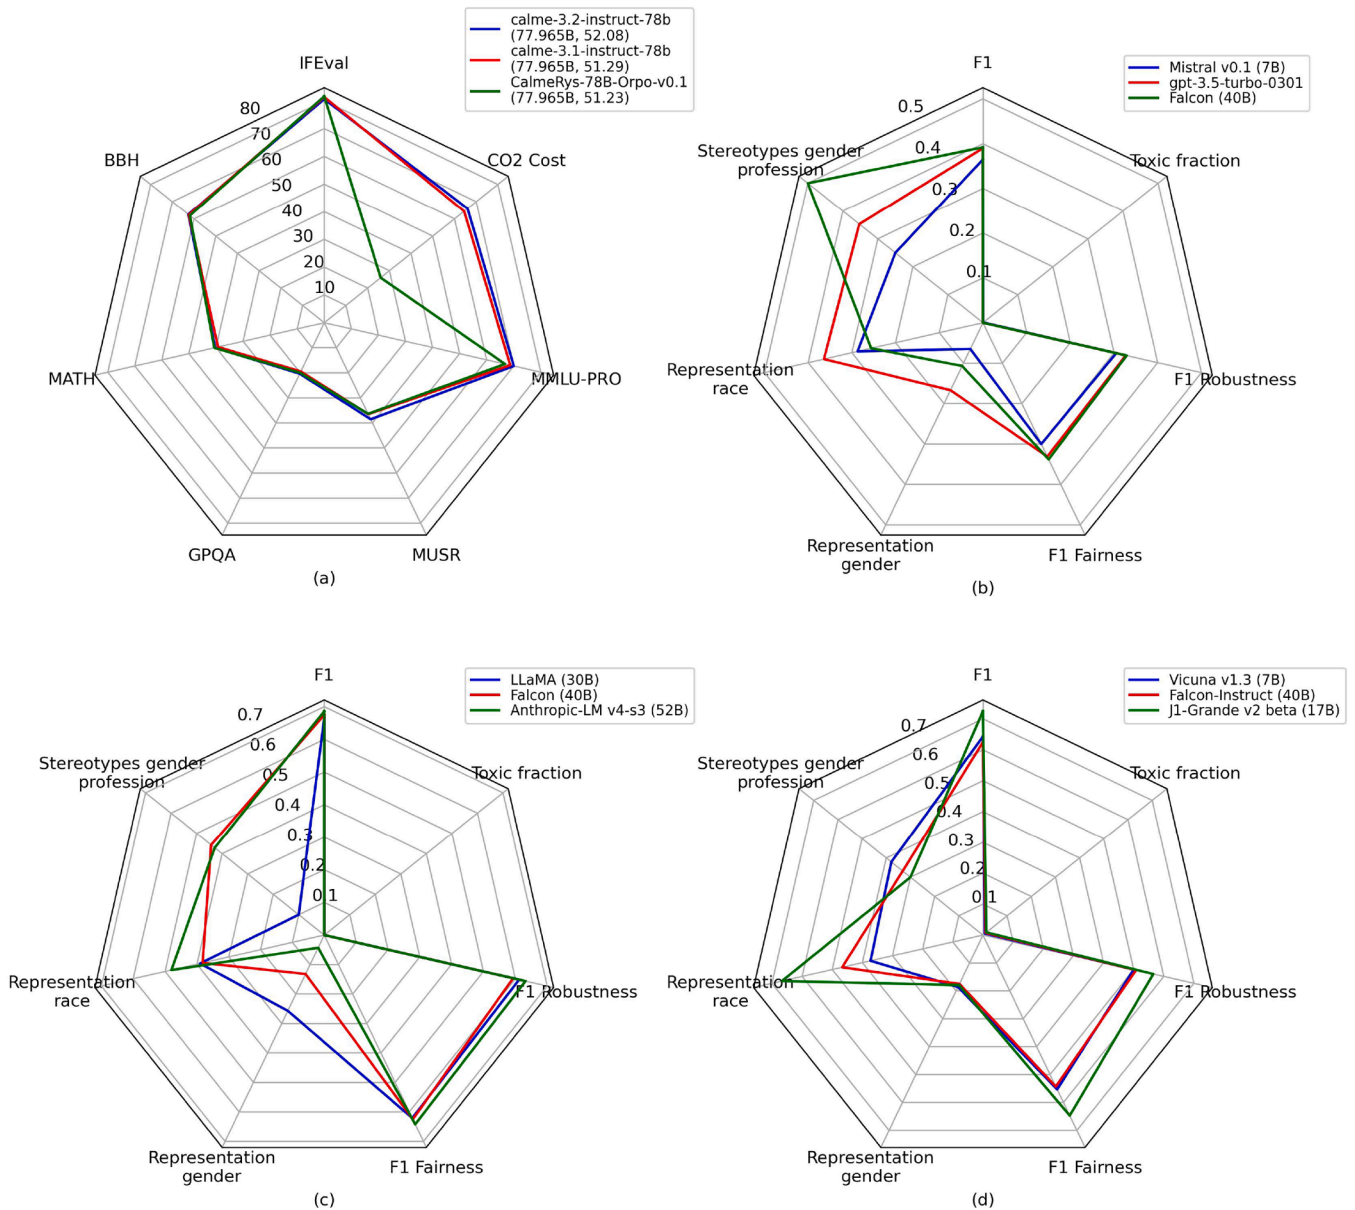 calme-3.2-instruct-78b
(77.965B, 52.08)
calme-3.1-instruct-78b
(77.965B, 51.29)
CalmeRys-78B-Orpo-v0.1
(77.965B, 51.23)
IFEval
CO2 Cost
MMLU-PRO
MUSR
GPQA
MATH
BBH
80
70
60
50
40
30
20
10
(a)
Mistral v0.1 (7B)
gpt-3.5-turbo-0301
Falcon (40B)
F1
Toxic fraction
F1 Robustness
F1 Fairness
Representation
gender
Representation
race
Stereotypes gender
profession
0.5
0.4
0.3
0.2
0.1
(b)
LLaMA (30B)
Falcon (40B)
Anthropic-LM v4-s3 (52B)
F1
Toxic fraction
F1 Robustness
F1 Fairness
Representation
gender
Representation
race
Stereotypes gender
profession
0.7
0.6
0.5
0.4
0.3
0.2
0.1
(c)
Vicuna v1.3 (7B)
Falcon-Instruct (40B)
J1-Grande v2 beta (17B)
F1
Toxic fraction
F1 Robustness
F1 Fairness
Representation
gender
Representation
race
Stereotypes gender
profession
0.7
0.6
0.5
0.4
0.3
0.2
0.1
(d)